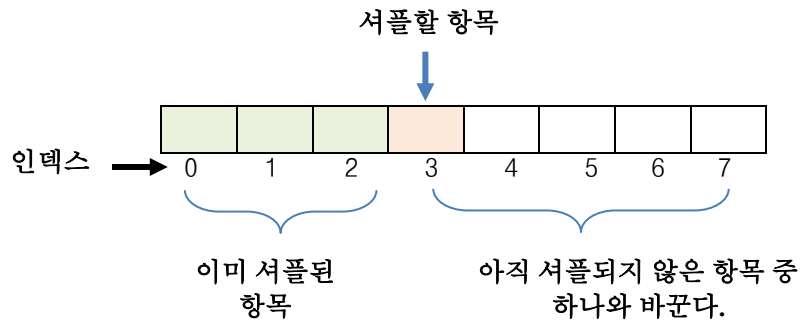 셔플할 항목
인덱스
0 1 2 3 4 5 6 7
이미 셔플된
항목
아직 셔플되지 않은 항목 중
하나와 바꾼다.